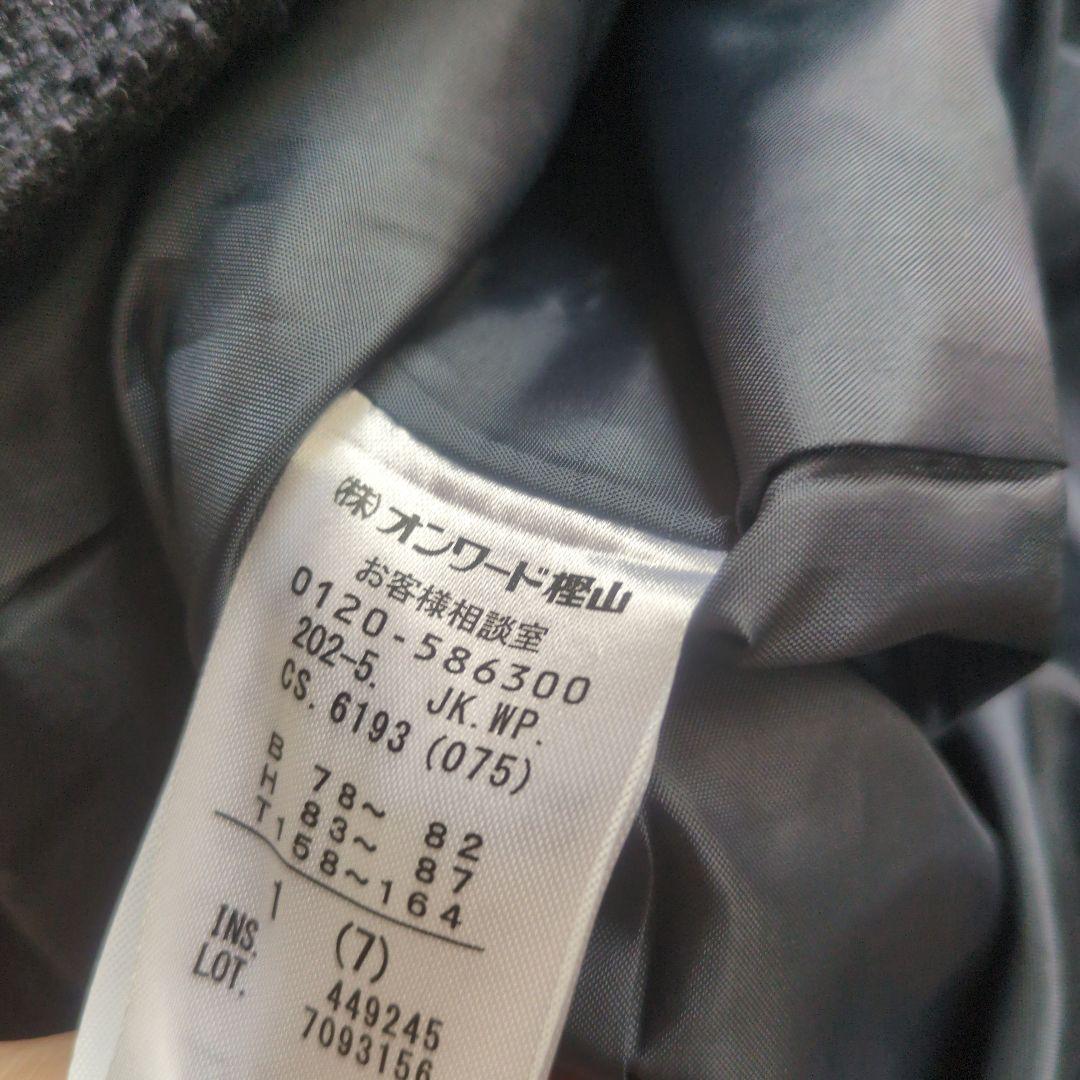 (株)オンワード樫山
お客様相談室
0120-586300
202-5. JK.WP.
CS. 6193 (075)
B 78～ 82
H 83～ 87
T158～164
1 (7)
INS. 449245
LOT. 7093156